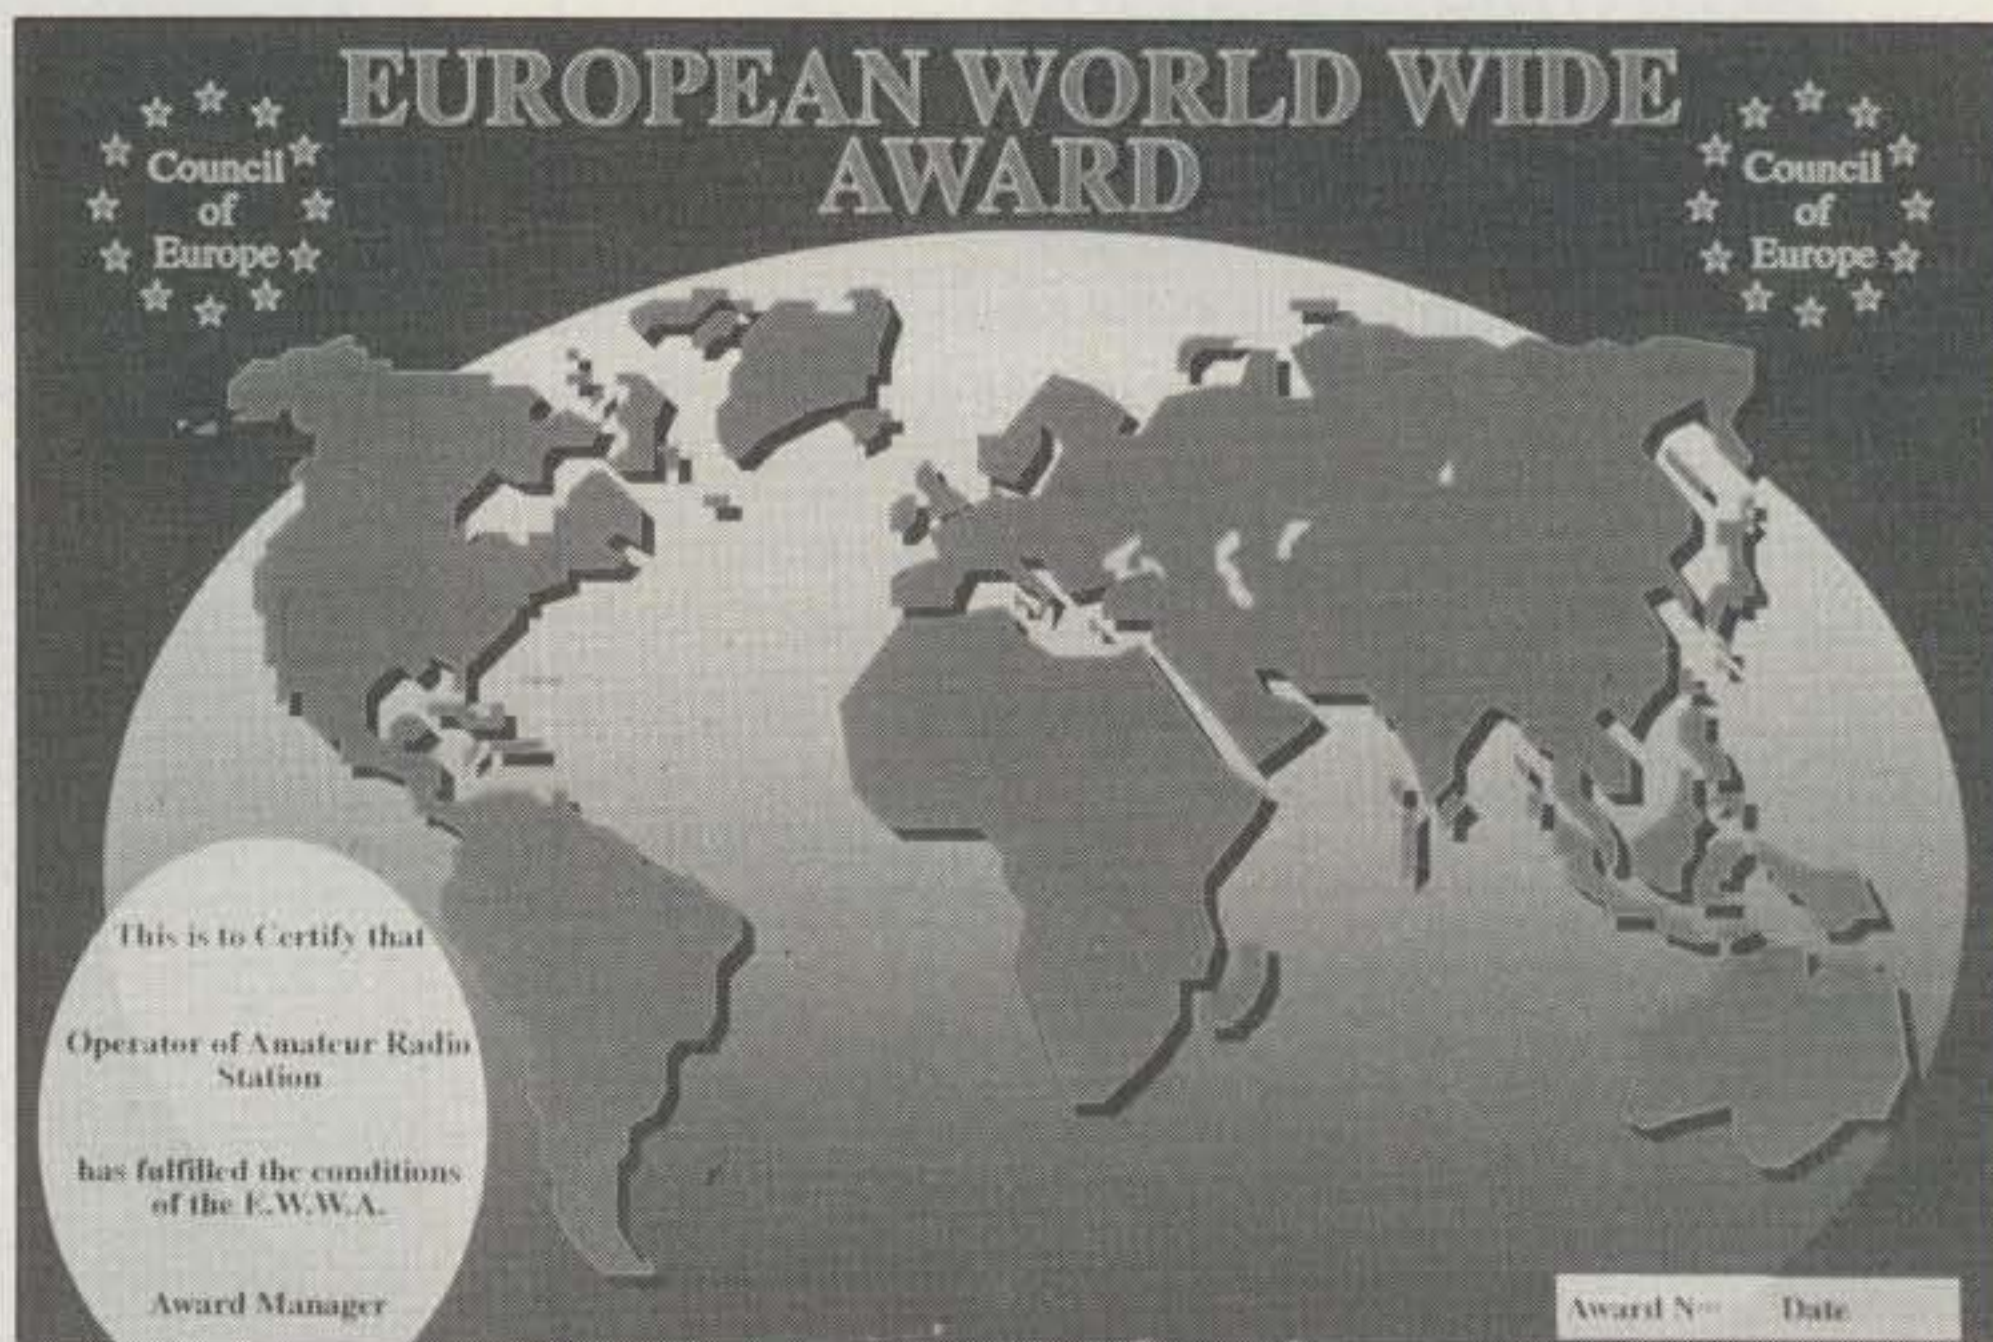 EUROPEAN WORLD WIDE
AWARD
Council
of
Europe
Council
of
Europe
This is to Certify that
Operator of Amateur Radio
Station
has fulfilled the conditions
of the E.W.W.A.
Award Manager
Award N
Date